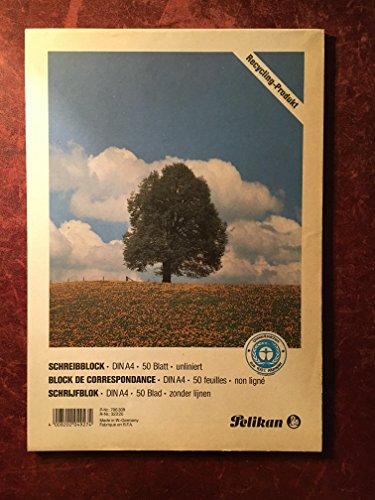 Recycling-Produkt
SCHREIBBLOCK • DIN A4 • 50 Blatt • unliniert
BLOCK DE CORRESPONDANCE • DIN A4 • 50 feuilles • non ligné
SCHRIJFBLOK • DIN A4 • 50 Blad • zonder lijnen
Made in W.-Germany
Fabriqué en R.F.A.
Pelikan